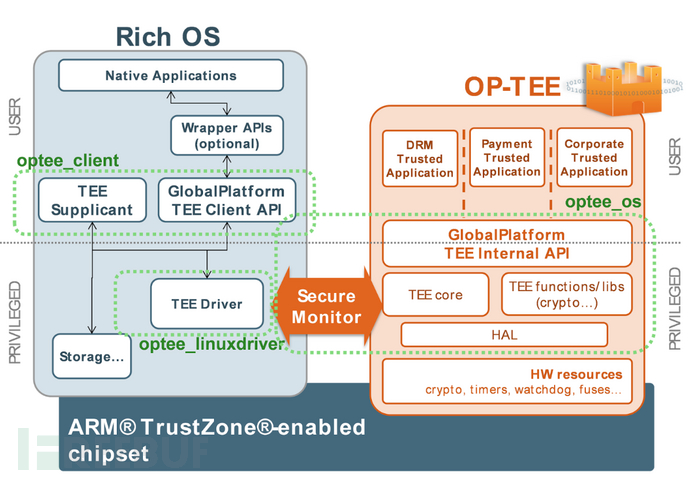 Rich OS
Native Applications
Wrapper APIs
(optional)
USER
optee_client
TEE
Supplicant
GlobalPlatform
TEE Client API
PRIVILEGED
TEE Driver
optee_linuxdriver
Storage...
Secure
Monitor
OP-TEE
DRM
Trusted
Application
Payment
Trusted
Application
Corporate
Trusted
Application
USER
optee_os
GlobalPlatform
TEE Internal API
TEE core
TEE functions/ libs
(crypto...)
HAL
PRIVILEGED
HW resources
crypto, timers, watchdog, fuses...
ARM® TrustZone®-enabled
chipset
FREEBUF